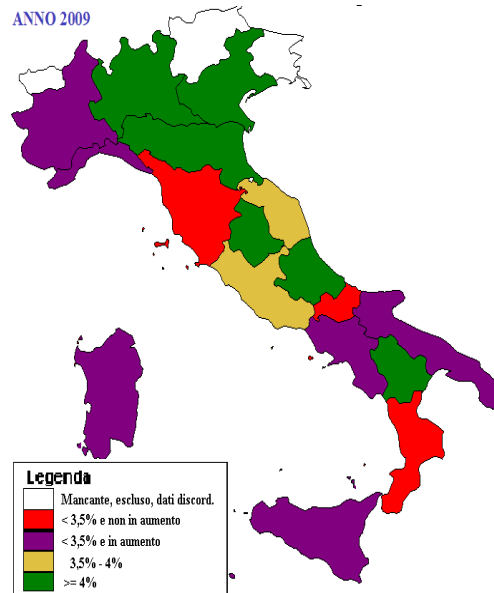 ANNO 2009
Legenda
Mancante, escluso, dati discord.
< 3,5% e non in aumento
< 3,5% e in aumento
3,5% - 4%
>= 4%